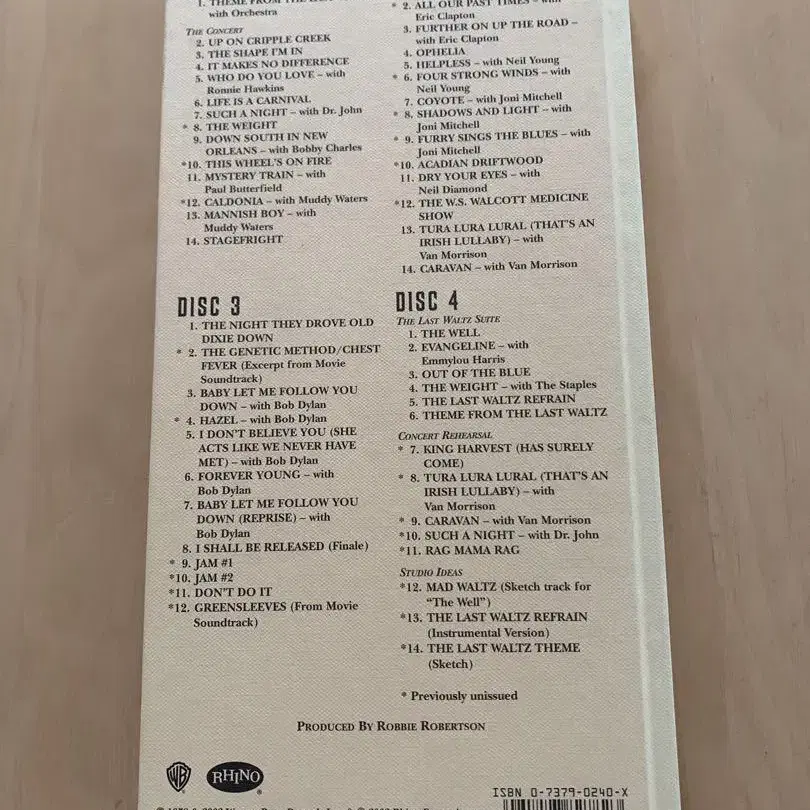 1. THEME FROM THE LAST
with Orchestra
THE CONCERT
2. UP ON CRIPPLE CREEK
3. THE SHAPE I'M IN
4. IT MAKES NO DIFFERENCE
5. WHO DO YOU LOVE – with
Ronnie Hawkins
6. LIFE IS A CARNIVAL
7. SUCH A NIGHT – with Dr. John
* 8. THE WEIGHT
9. DOWN SOUTH IN NEW
ORLEANS – with Bobby Charles
*10. THIS WHEEL'S ON FIRE
11. MYSTERY TRAIN – with
Paul Butterfield
*12. CALDONIA – with Muddy Waters
13. MANNISH BOY – with
Muddy Waters
14. STAGEFRIGHT
* 2. ALL OUR PAST TIMES – with
Eric Clapton
3. FURTHER ON UP THE ROAD –
with Eric Clapton
4. OPHELIA
5. HELPLESS – with Neil Young
* 6. FOUR STRONG WINDS – with
Neil Young
7. COYOTE – with Joni Mitchell
* 8. SHADOWS AND LIGHT – with
Joni Mitchell
* 9. FURRY SINGS THE BLUES – with
Joni Mitchell
*10. ACADIAN DRIFTWOOD
11. DRY YOUR EYES – with
Neil Diamond
*12. THE W.S. WALCOTT MEDICINE
SHOW
13. TURA LURA LURAL (THAT'S AN
IRISH LULLABY) – with
Van Morrison
14. CARAVAN – with Van Morrison
DISC 3
1. THE NIGHT THEY DROVE OLD
DIXIE DOWN
* 2. THE GENETIC METHOD/CHEST
FEVER (Excerpt from Movie
Soundtrack)
3. BABY LET ME FOLLOW YOU
DOWN – with Bob Dylan
* 4. HAZEL – with Bob Dylan
5. I DON'T BELIEVE YOU (SHE
ACTS LIKE WE NEVER HAVE
MET) – with Bob Dylan
6. FOREVER YOUNG – with
Bob Dylan
7. BABY LET ME FOLLOW YOU
DOWN (REPRISE) – with
Bob Dylan
8. I SHALL BE RELEASED (Finale)
* 9. JAM #1
*10. JAM #2
*11. DON'T DO IT
*12. GREENSLEEVES (From Movie
Soundtrack)
DISC 4
THE LAST WALTZ SUITE
1. THE WELL
2. EVANGELINE – with
Emmylou Harris
3. OUT OF THE BLUE
4. THE WEIGHT – with The Staples
5. THE LAST WALTZ REFRAIN
6. THEME FROM THE LAST WALTZ
CONCERT REHEARSAL
* 7. KING HARVEST (HAS SURELY
COME)
* 8. TURA LURA LURAL (THAT'S AN
IRISH LULLABY) – with
Van Morrison
* 9. CARAVAN – with Van Morrison
*10. SUCH A NIGHT – with Dr. John
*11. RAG MAMA RAG
STUDIO IDEAS
*12. MAD WALTZ (Sketch track for
"The Well")
*13. THE LAST WALTZ REFRAIN
(Instrumental Version)
*14. THE LAST WALTZ THEME
(Sketch)
* Previously unissued
PRODUCED BY ROBBIE ROBERTSON
WB
RHINO
ISBN 0-7379-0240-X